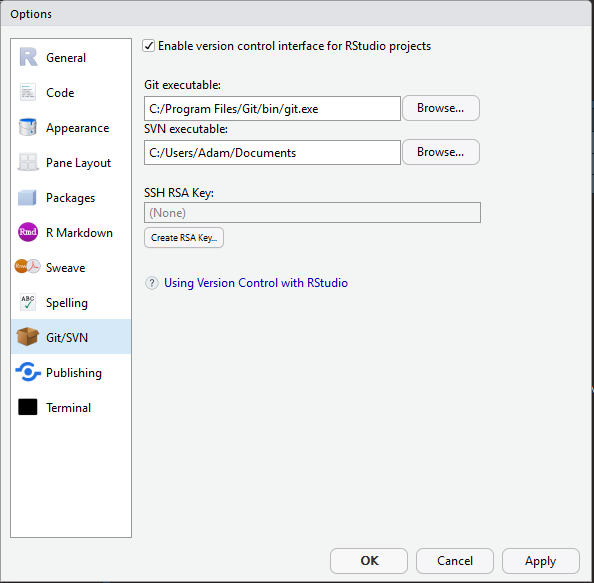 Options
General
Code
Appearance
Pane Layout
Packages
Rmd R Markdown
Sweave
ABC Spelling
Git/SVN
Publishing
Terminal
Enable version control interface for RStudio projects
Git executable:
C:/Program Files/Git/bin/git.exe Browse...
SVN executable:
C:/Users/Adam/Documents Browse...
SSH RSA Key:
(None)
Create RSA Key...
? Using Version Control with RStudio
OK Cancel Apply